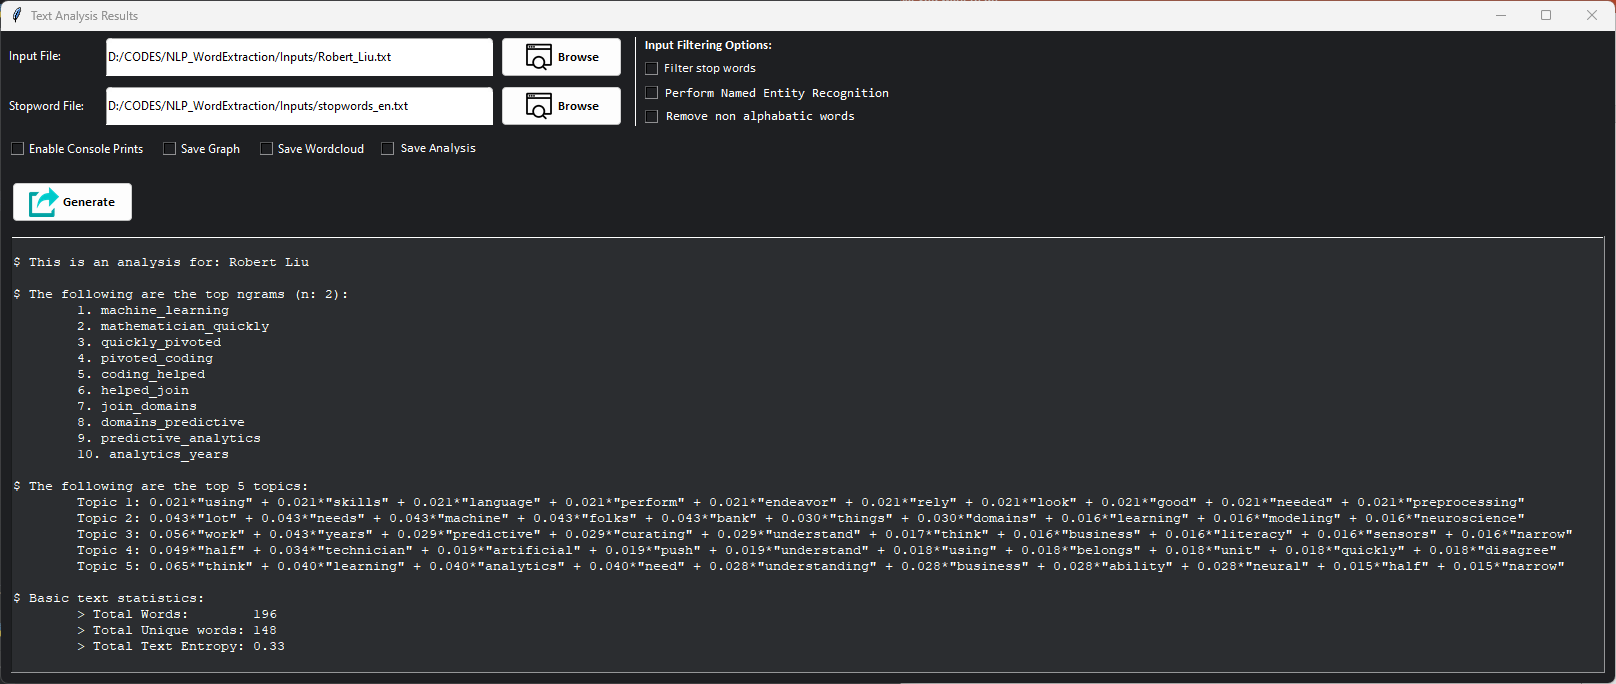 Text Analysis Results
Input File: D:/CODES/NLP_WordExtraction/Inputs/Robert_Liu.txt Browse
Stopword File: D:/CODES/NLP_WordExtraction/Inputs/stopwords_en.txt Browse
Input Filtering Options:
Filter stop words
Perform Named Entity Recognition
Remove non alphabatic words
Enable Console Prints Save Graph Save Wordcloud Save Analysis
Generate
$ This is an analysis for: Robert Liu
$ The following are the top ngrams (n: 2):
1. machine_learning
2. mathematician_quickly
3. quickly_pivoted
4. pivoted_coding
5. coding_helped
6. helped_join
7. join_domains
8. domains_predictive
9. predictive_analytics
10. analytics_years
$ The following are the top 5 topics:
Topic 1: 0.021*"using" + 0.021*"skills" + 0.021*"language" + 0.021*"perform" + 0.021*"endeavor" + 0.021*"rely" + 0.021*"look" + 0.021*"good" + 0.021*"needed" + 0.021*"preprocessing"
Topic 2: 0.043*"lot" + 0.043*"needs" + 0.043*"machine" + 0.043*"folks" + 0.043*"bank" + 0.030*"things" + 0.030*"domains" + 0.016*"learning" + 0.016*"modeling" + 0.016*"neuroscience"
Topic 3: 0.056*"work" + 0.043*"years" + 0.029*"predictive" + 0.029*"curating" + 0.029*"understand" + 0.017*"think" + 0.016*"business" + 0.016*"literacy" + 0.016*"sensors" + 0.016*"narrow"
Topic 4: 0.049*"half" + 0.034*"technician" + 0.019*"artificial" + 0.019*"push" + 0.019*"understand" + 0.018*"using" + 0.018*"belongs" + 0.018*"unit" + 0.018*"quickly" + 0.018*"disagree"
Topic 5: 0.065*"think" + 0.040*"learning" + 0.040*"analytics" + 0.040*"need" + 0.028*"understanding" + 0.028*"business" + 0.028*"ability" + 0.028*"neural" + 0.015*"half" + 0.015*"narrow"
$ Basic text statistics:
> Total Words: 196
> Total Unique words: 148
> Total Text Entropy: 0.33